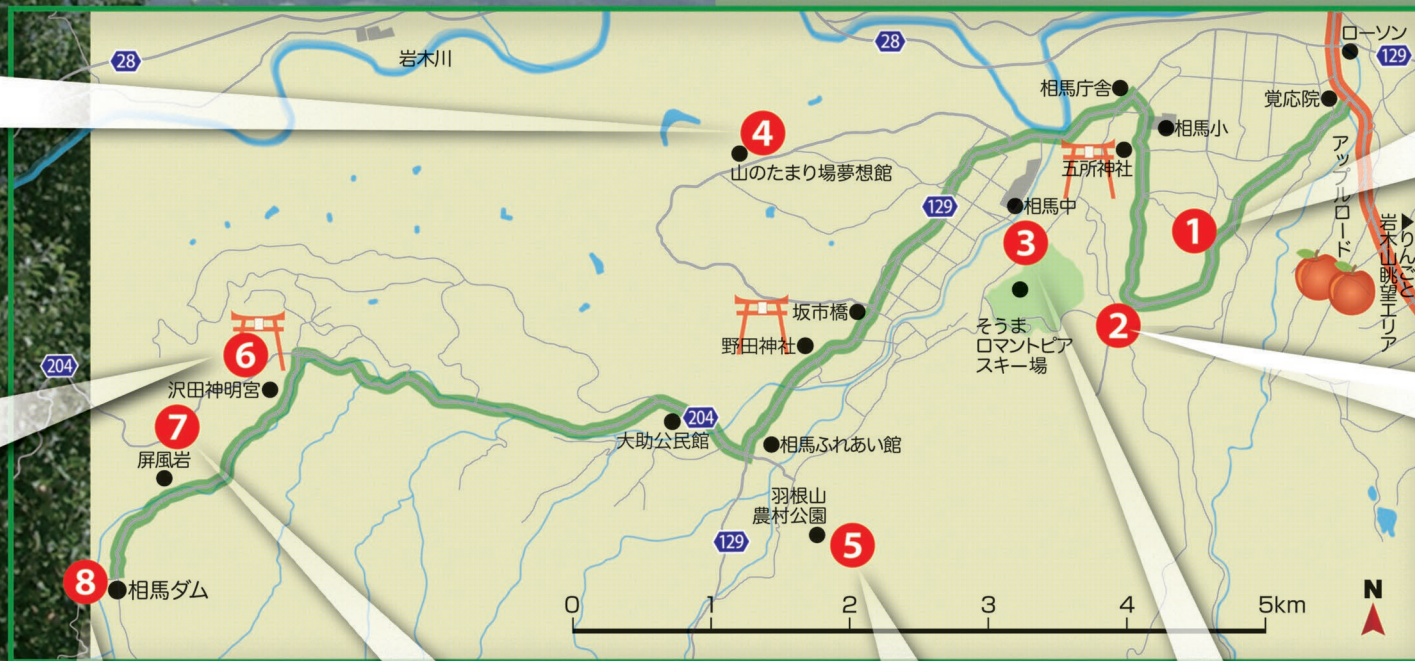 28
岩木川
28
ローソン
129
相馬庁舎
覚応院
相馬小
4
山のたまり場夢想館
五所神社
アップルロード
129
相馬中
1
▶りんごと
岩木山眺望エリア
3
坂市橋
野田神社
そうま
ロマントピア
スキー場
2
6
204
沢田神明宮
7
屏風岩
204
大助公民館
相馬ふれあい館
羽根山
農村公園
5
129
8
相馬ダム
0
1
2
3
4
5km
N